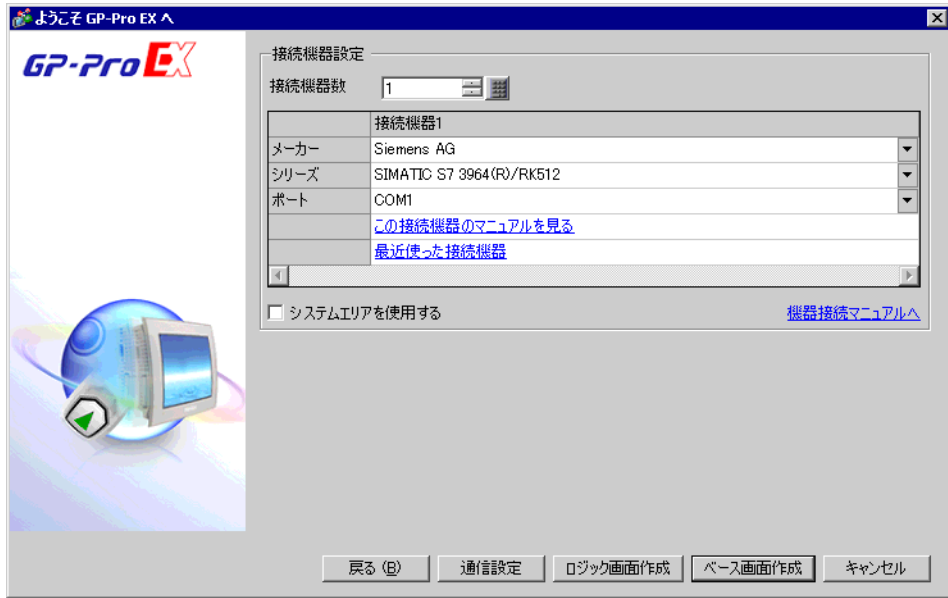 ようこそ GP-Pro EX へ
GP-Pro EX
接続機器設定
接続機器数 1
接続機器1
メーカー Siemens AG
シリーズ SIMATIC S7 3964(R)/RK512
ポート COM1
この接続機器のマニュアルを見る
最近使った接続機器
システムエリアを使用する 機器接続マニュアルへ
戻る (B) 通信設定 ロジック画面作成 ベース画面作成 キャンセル